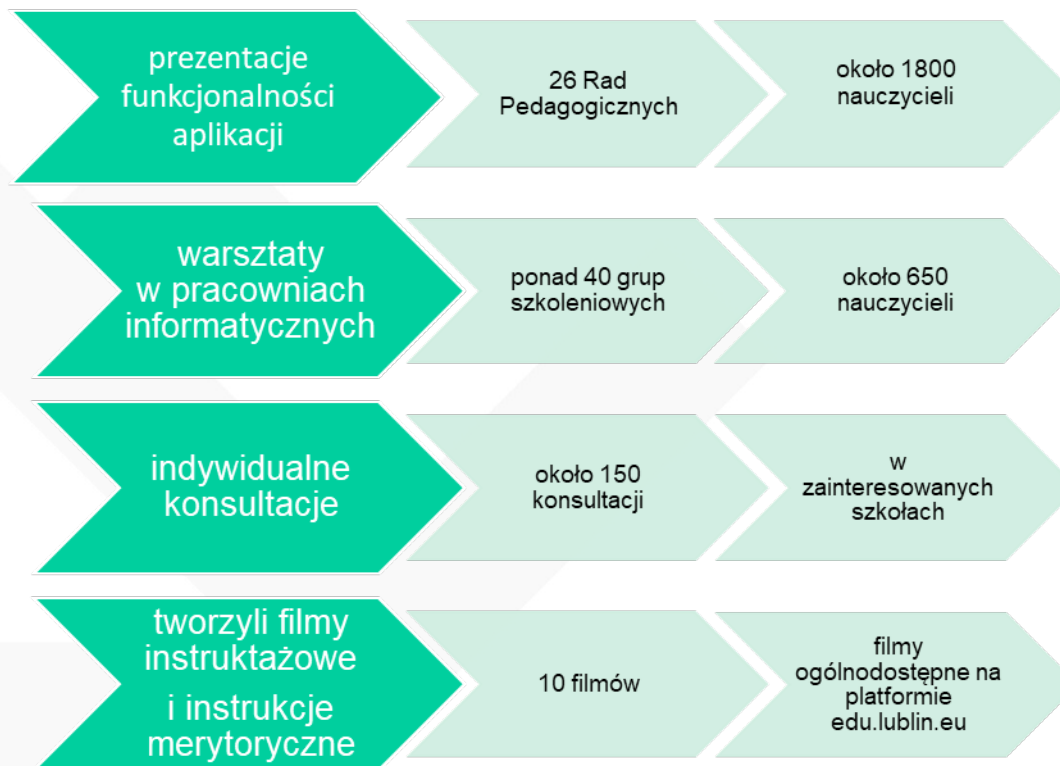 prezentacje
funkcjonalności
aplikacji
26 Rad
Pedagogicznych
około 1800
nauczycieli
warsztaty
w pracowniach
informatycznych
ponad 40 grup
szkoleniowych
około 650
nauczycieli
indywidualne
konsultacje
około 150
konsultacji
w
zainteresowanych
szkołach
tworzyli filmy
instruktażowe
i instrukcje
merytoryczne
10 filmów
filmy
ogólnodostępne na
platformie
edu.lublin.eu